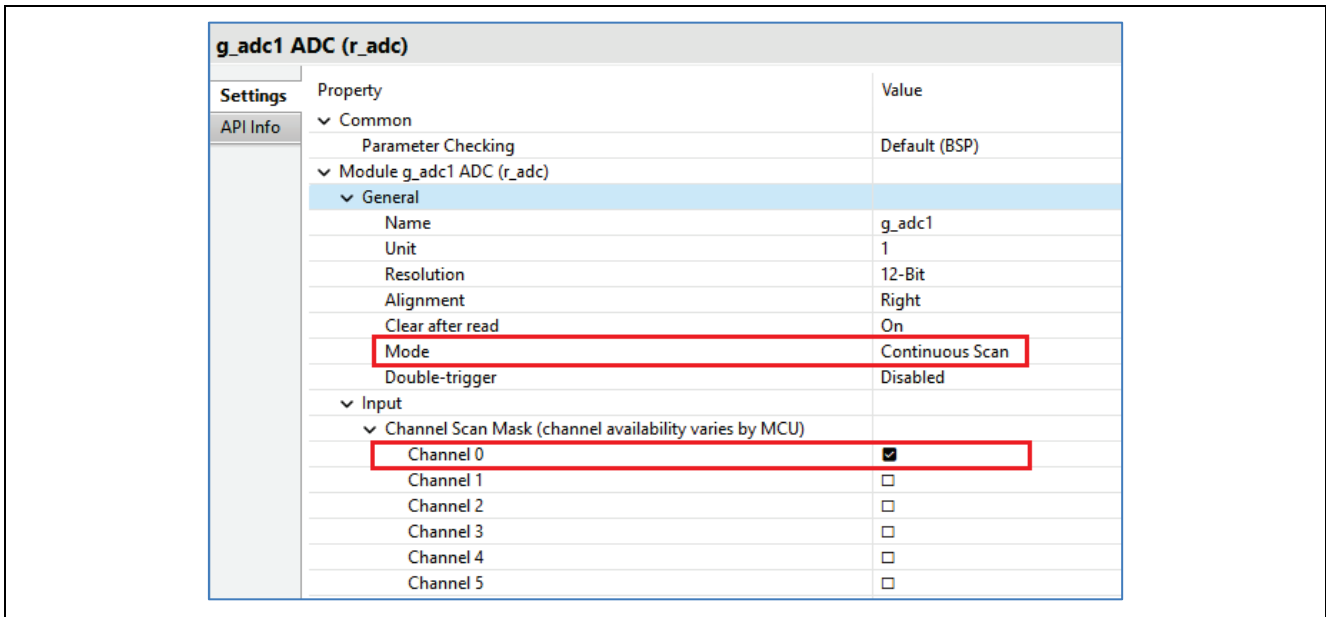 g_adc1 ADC (r_adc)
Settings
API Info
Property Value
Common
Parameter Checking Default (BSP)
Module g_adc1 ADC (r_adc)
General
Name g_adc1
Unit 1
Resolution 12-Bit
Alignment Right
Clear after read On
Mode Continuous Scan
Double-trigger Disabled
Input
Channel Scan Mask (channel availability varies by MCU)
Channel 0
Channel 1
Channel 2
Channel 3
Channel 4
Channel 5